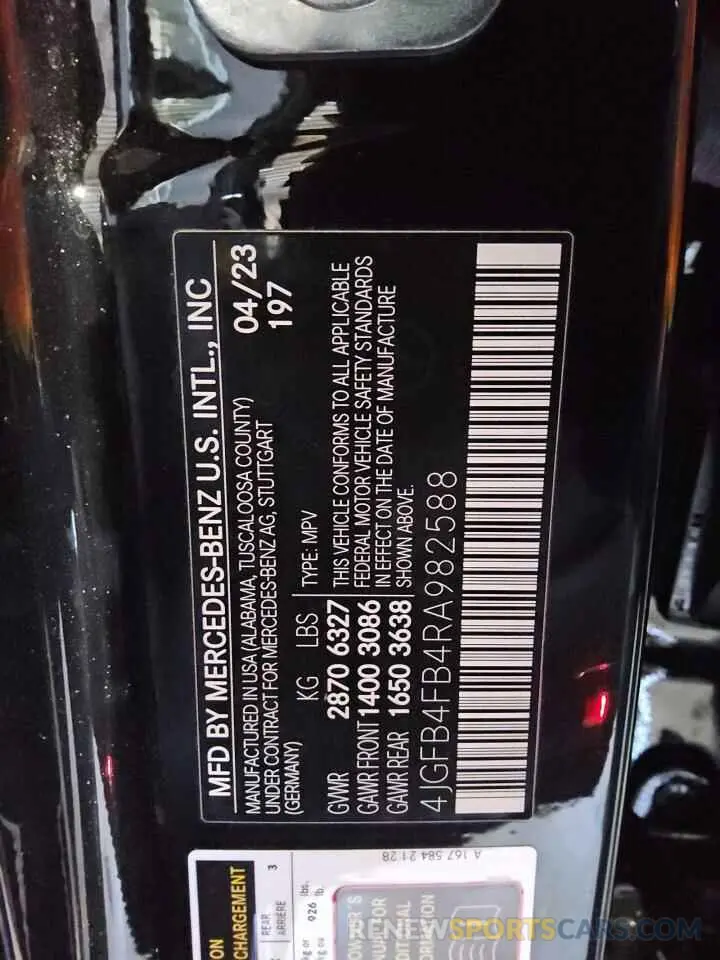 MFD BY MERCEDES-BENZ U.S. INTL., INC
MANUFACTURED IN USA (ALABAMA, TUSCALOOSA COUNTY)
UNDER CONTRACT FOR MERCEDES-BENZ AG, STUTTGART
(GERMANY)
04/23
197
KG LBS
GVWR 2870 6327
GAWR FRONT 1400 3086
GAWR REAR 1650 3638
TYPE: MPV
THIS VEHICLE CONFORMS TO ALL APPLICABLE
FEDERAL MOTOR VEHICLE SAFETY STANDARDS
IN EFFECT ON THE DATE OF MANUFACTURE
SHOWN ABOVE.
4JGFB4FB4RA982588
A 167 584 21 28
CHARGEMENT
REAR 3
ARRIÈRE
926 lbs.
lb.
RENEWSPORTSCARS.COM